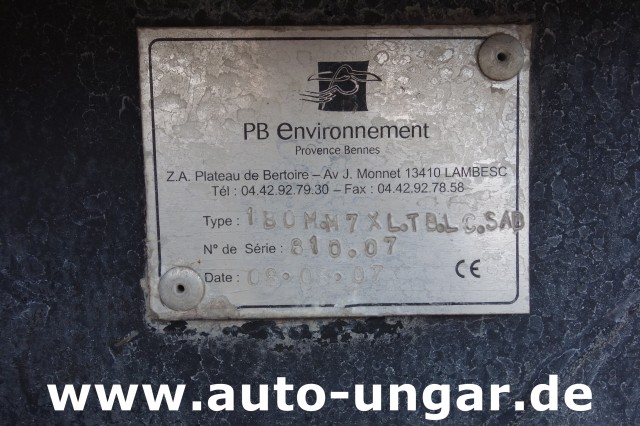 PB environnement
Provence Bennes
Z.A. Plateau de Bertoire – Av J. Monnet 13410 LAMBESC
Tél : 04.42.92.79.30 – Fax : 04.42.92.78.58
Type :
N° de Série : 810.07
Date :
CE
www.auto-ungar.de